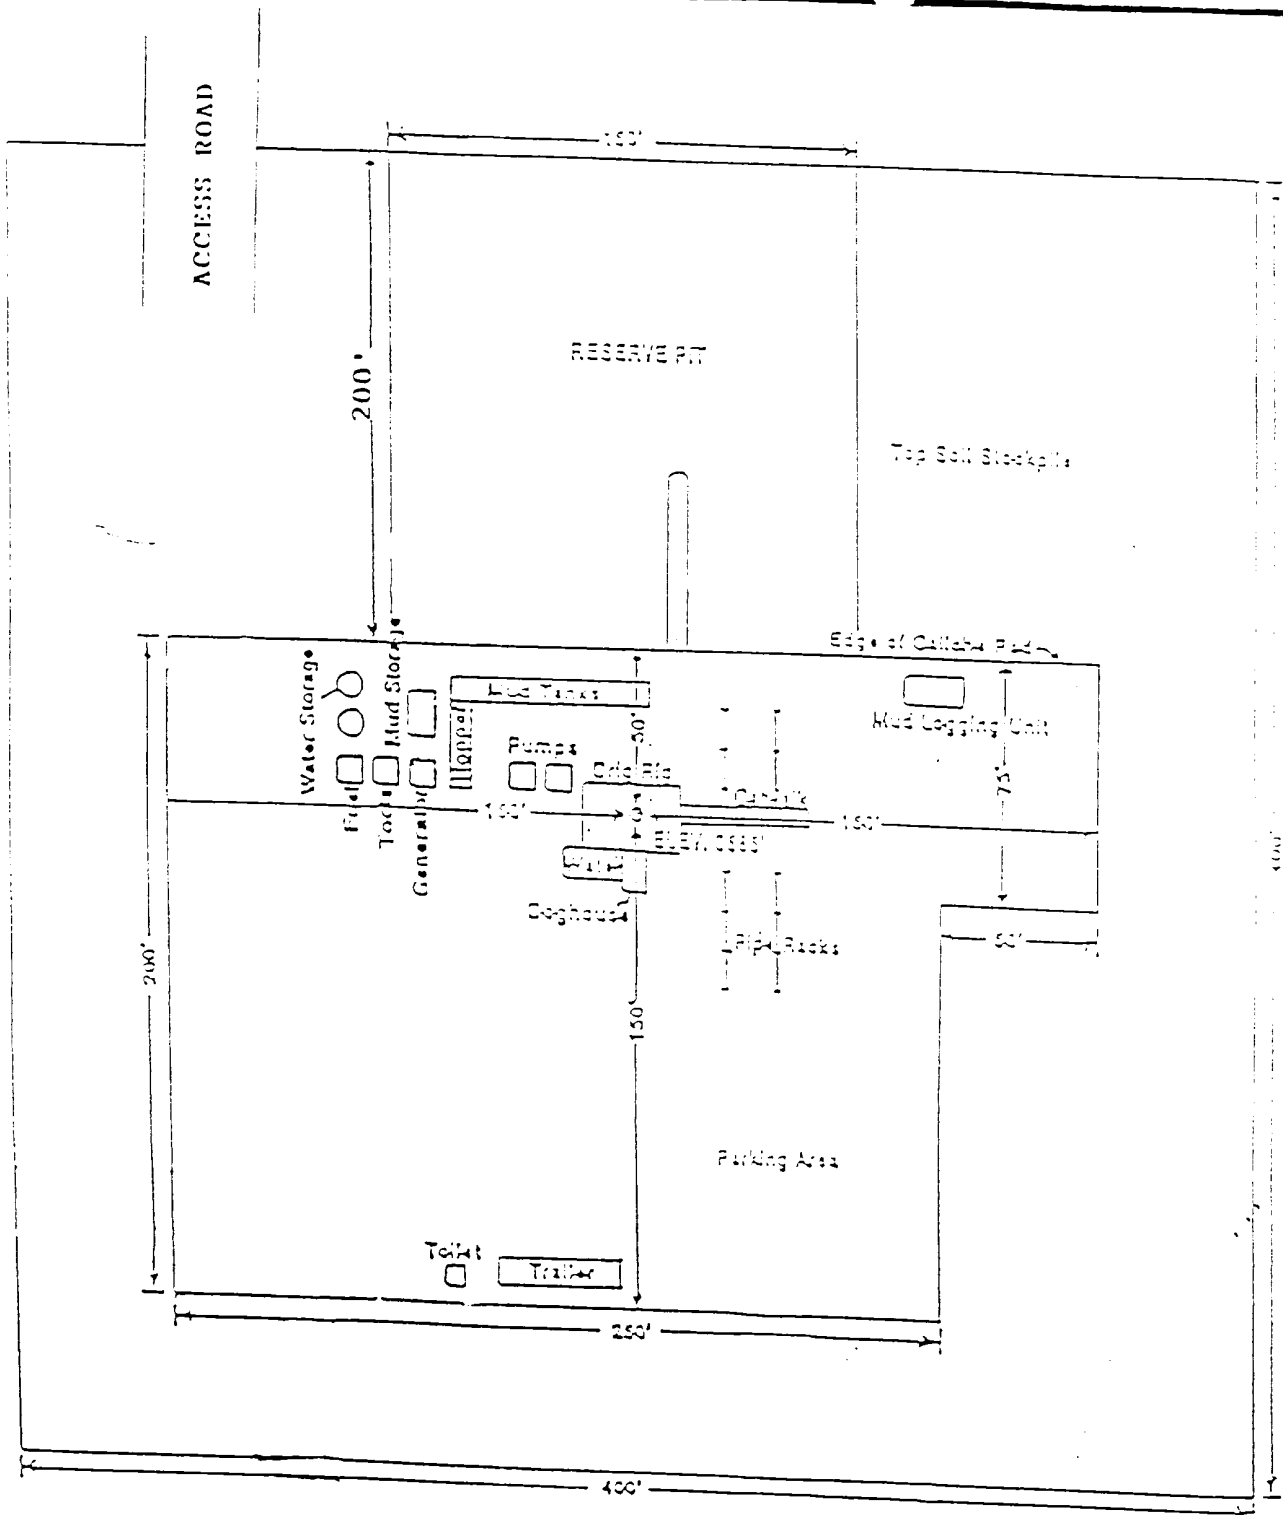 ACCESS ROAD
150'
200'
RESERVE PIT
Top Soil Stockpile
Edge of Caliche Pad
Water Storage
Mud Storage
Mud Tanks
Mud Logging Unit
Hopper
Pumps
50'
75'
Fuel
Tools
Generator
Catwalk
150'
150'
400'
Doghouse
Pipe Racks
50'
200'
150'
Parking Area
Toilet
Trailer
250'
400'